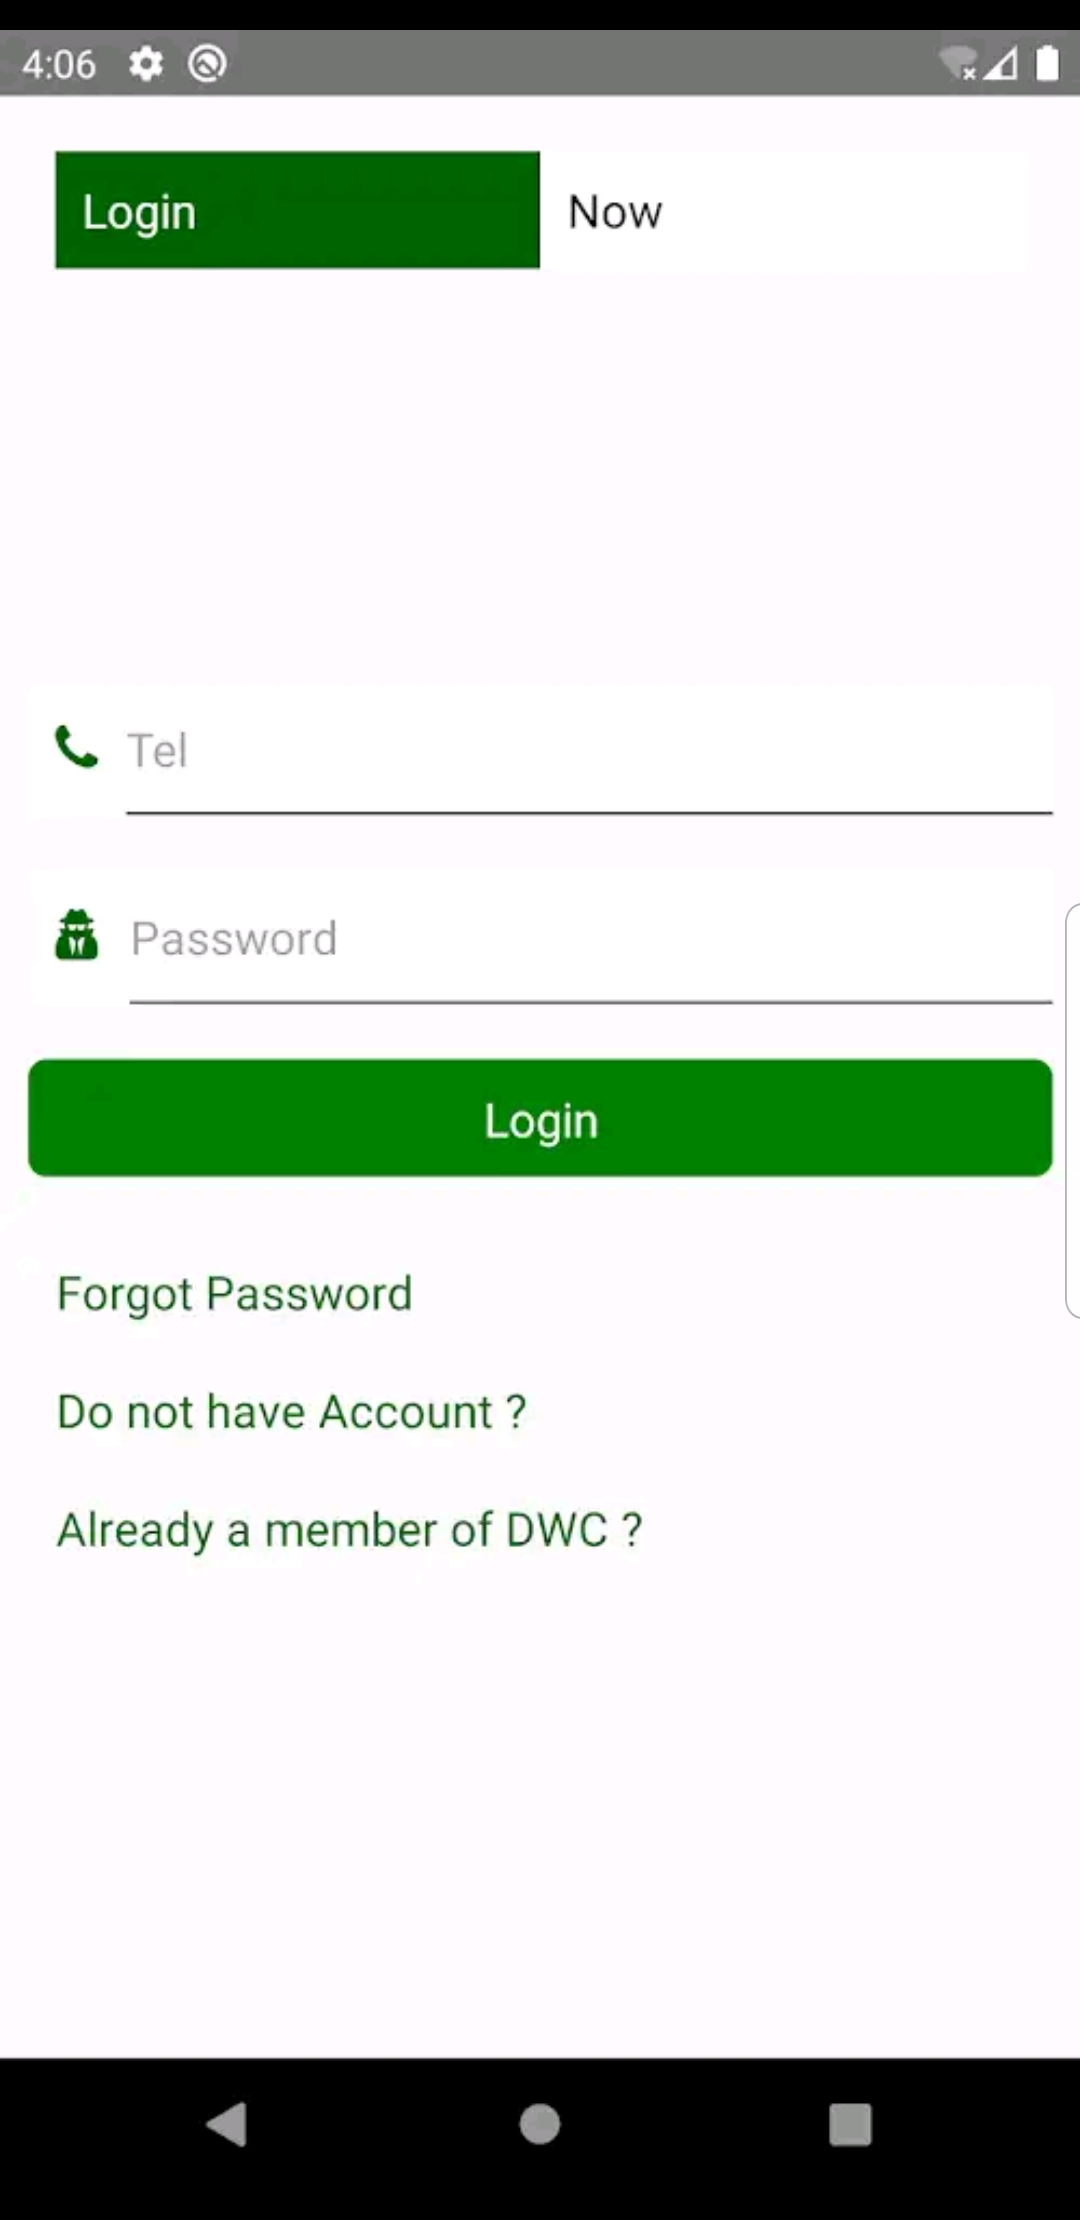 4:06
Login Now
Tel
Password
Login
Forgot Password
Do not have Account ?
Already a member of DWC ?